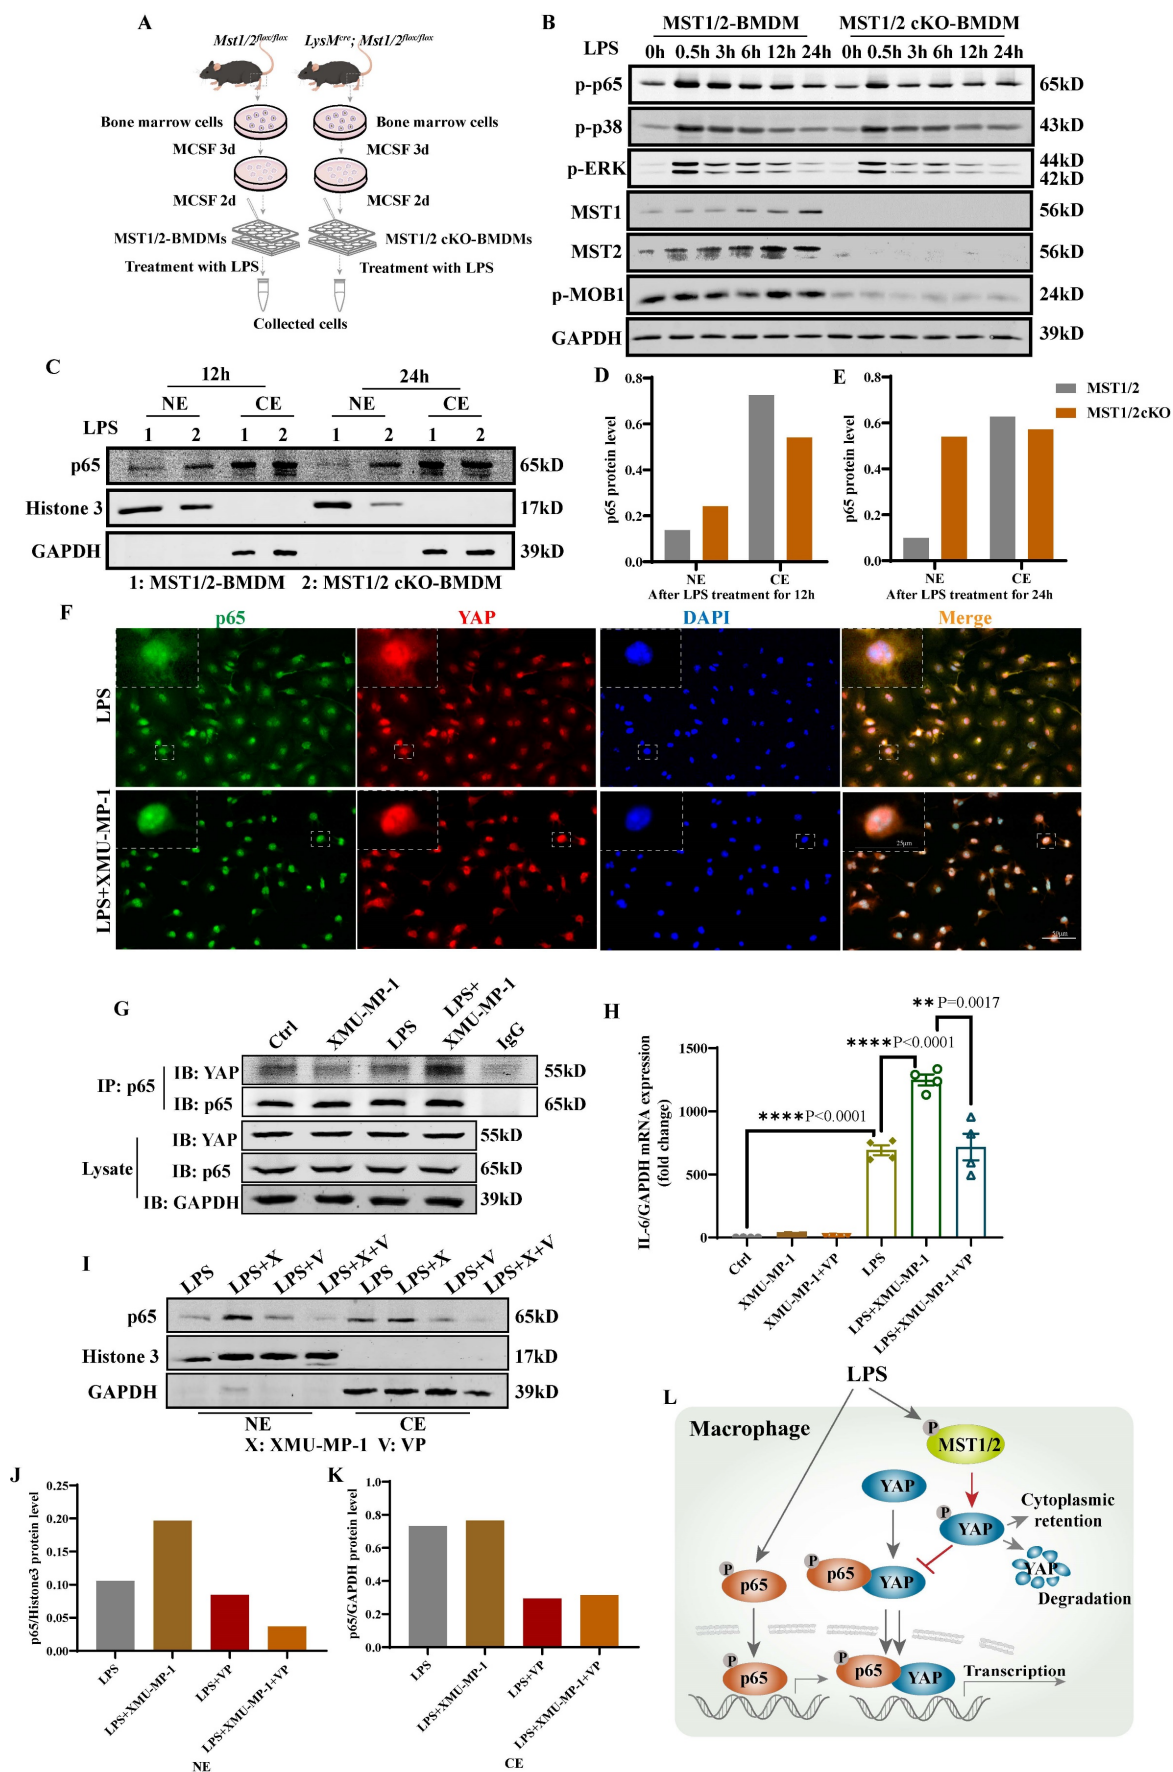 A
Mst1/2flox/flox LysMcre; Mst1/2flox/flox
Bone marrow cells Bone marrow cells
MCSF 3d MCSF 3d
MCSF 2d MCSF 2d
MST1/2-BMDMs MST1/2 cKO-BMDMs
Treatment with LPS Treatment with LPS
Collected cells
B
MST1/2-BMDM MST1/2 cKO-BMDM
LPS 0h 0.5h 3h 6h 12h 24h 0h 0.5h 3h 6h 12h 24h
p-p65 65kD
p-p38 43kD
p-ERK 44kD
42kD
MST1 56kD
MST2 56kD
p-MOB1 24kD
GAPDH 39kD
C
12h 24h
NE CE NE CE
LPS 1 2 1 2 1 2 1 2
p65 65kD
Histone 3 17kD
GAPDH 39kD
1: MST1/2-BMDM 2: MST1/2 cKO-BMDM
D
p65 protein level
0.8
0.6
0.4
0.2
0.0
NE CE
After LPS treatment for 12h
E
p65 protein level
0.8
0.6
0.4
0.2
0.0
NE CE
After LPS treatment for 24h
MST1/2
MST1/2cKO
F
p65 YAP DAPI Merge
LPS
LPS+XMU-MP-1
25μm
50μm
G
Ctrl XMU-MP-1 LPS LPS+ XMU-MP-1 IgG
IP: p65
IB: YAP 55kD
IB: p65 65kD
Lysate
IB: YAP 55kD
IB: p65 65kD
IB: GAPDH 39kD
H
IL-6/GAPDH mRNA expression
(fold change)
** P=0.0017
****P<0.0001
****P<0.0001
1500
1000
500
0
Ctrl XMU-MP-1 XMU-MP-1+VP LPS LPS+XMU-MP-1 LPS+XMU-MP-1+VP
I
LPS LPS+X LPS+V LPS+X+V LPS LPS+X LPS+V LPS+X+V
p65 65kD
Histone 3 17kD
GAPDH 39kD
NE CE
X: XMU-MP-1 V: VP
J
p65/Histone3 protein level
0.25
0.20
0.15
0.10
0.05
0.00
LPS LPS+XMU-MP-1 LPS+VP LPS+XMU-MP-1+VP
NE
K
p65/GAPDH protein level
1.0
0.8
0.6
0.4
0.2
0.0
LPS LPS+XMU-MP-1 LPS+VP LPS+XMU-MP-1+VP
CE
L
LPS
Macrophage
P
MST1/2
YAP
P
YAP
Cytoplasmic
retention
YAP
Degradation
P
p65
P
p65
YAP
P
p65
P
p65
YAP
Transcription